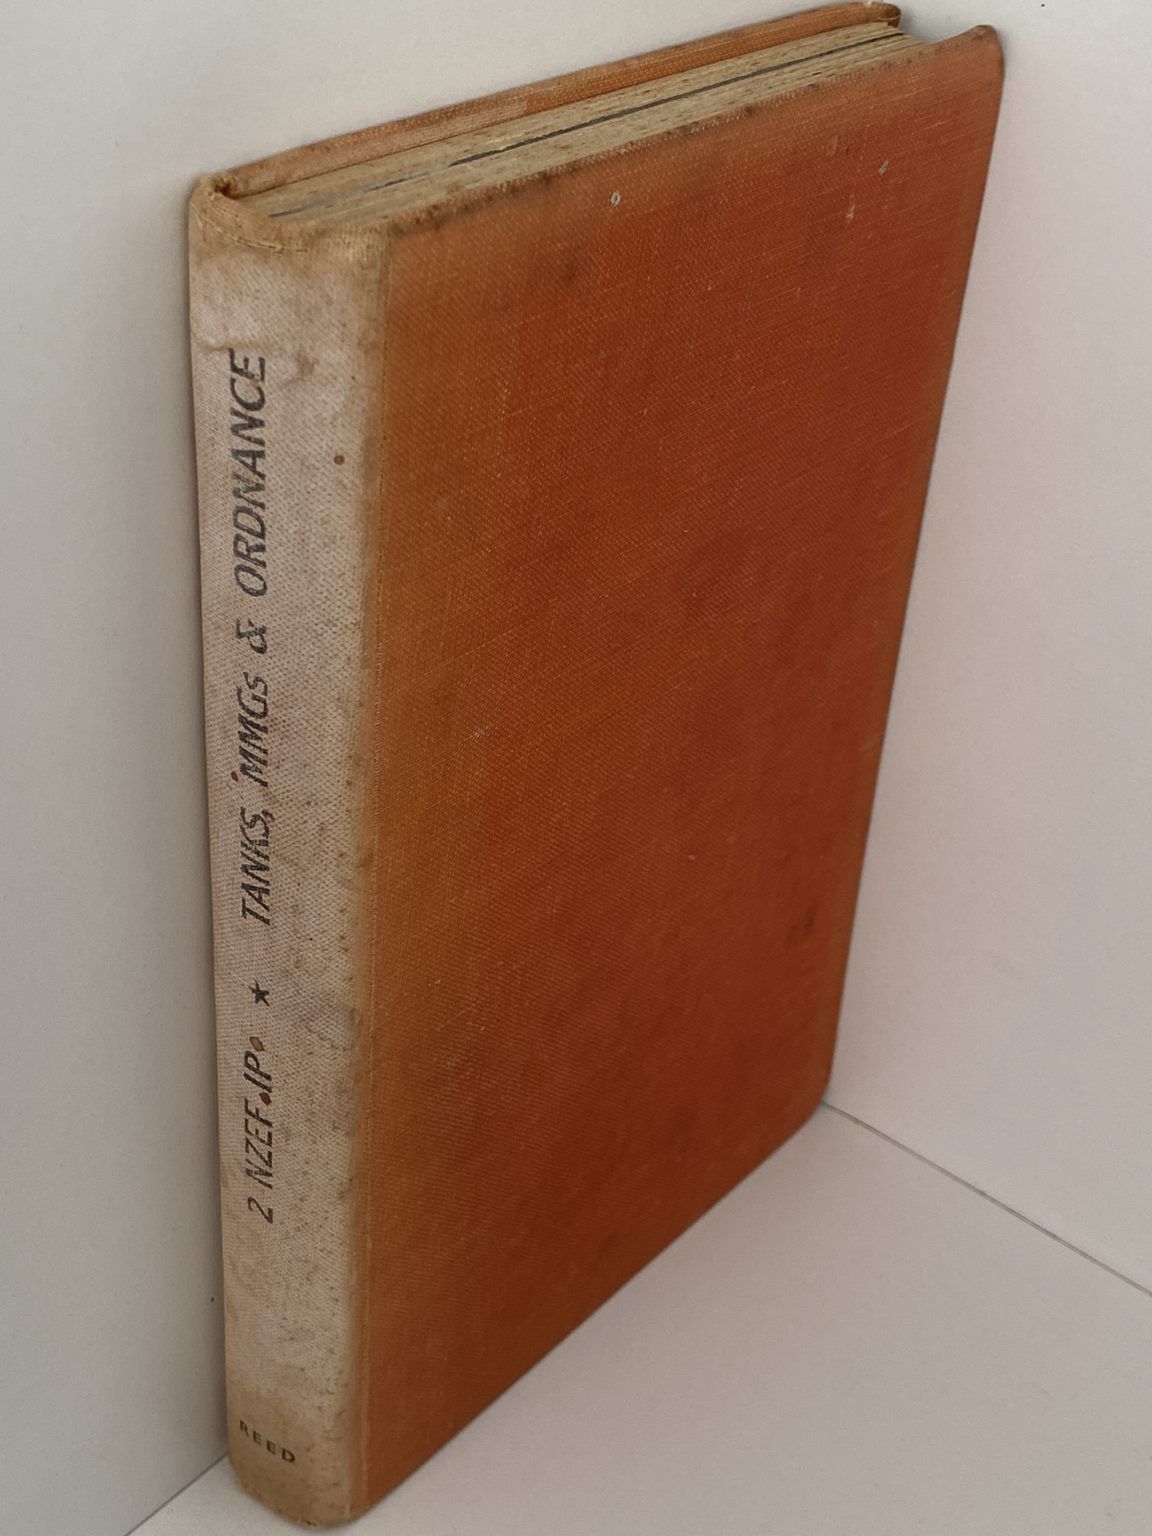 2 NZEF.IP. ★ TANKS, MMGs & ORDNANCE
REED